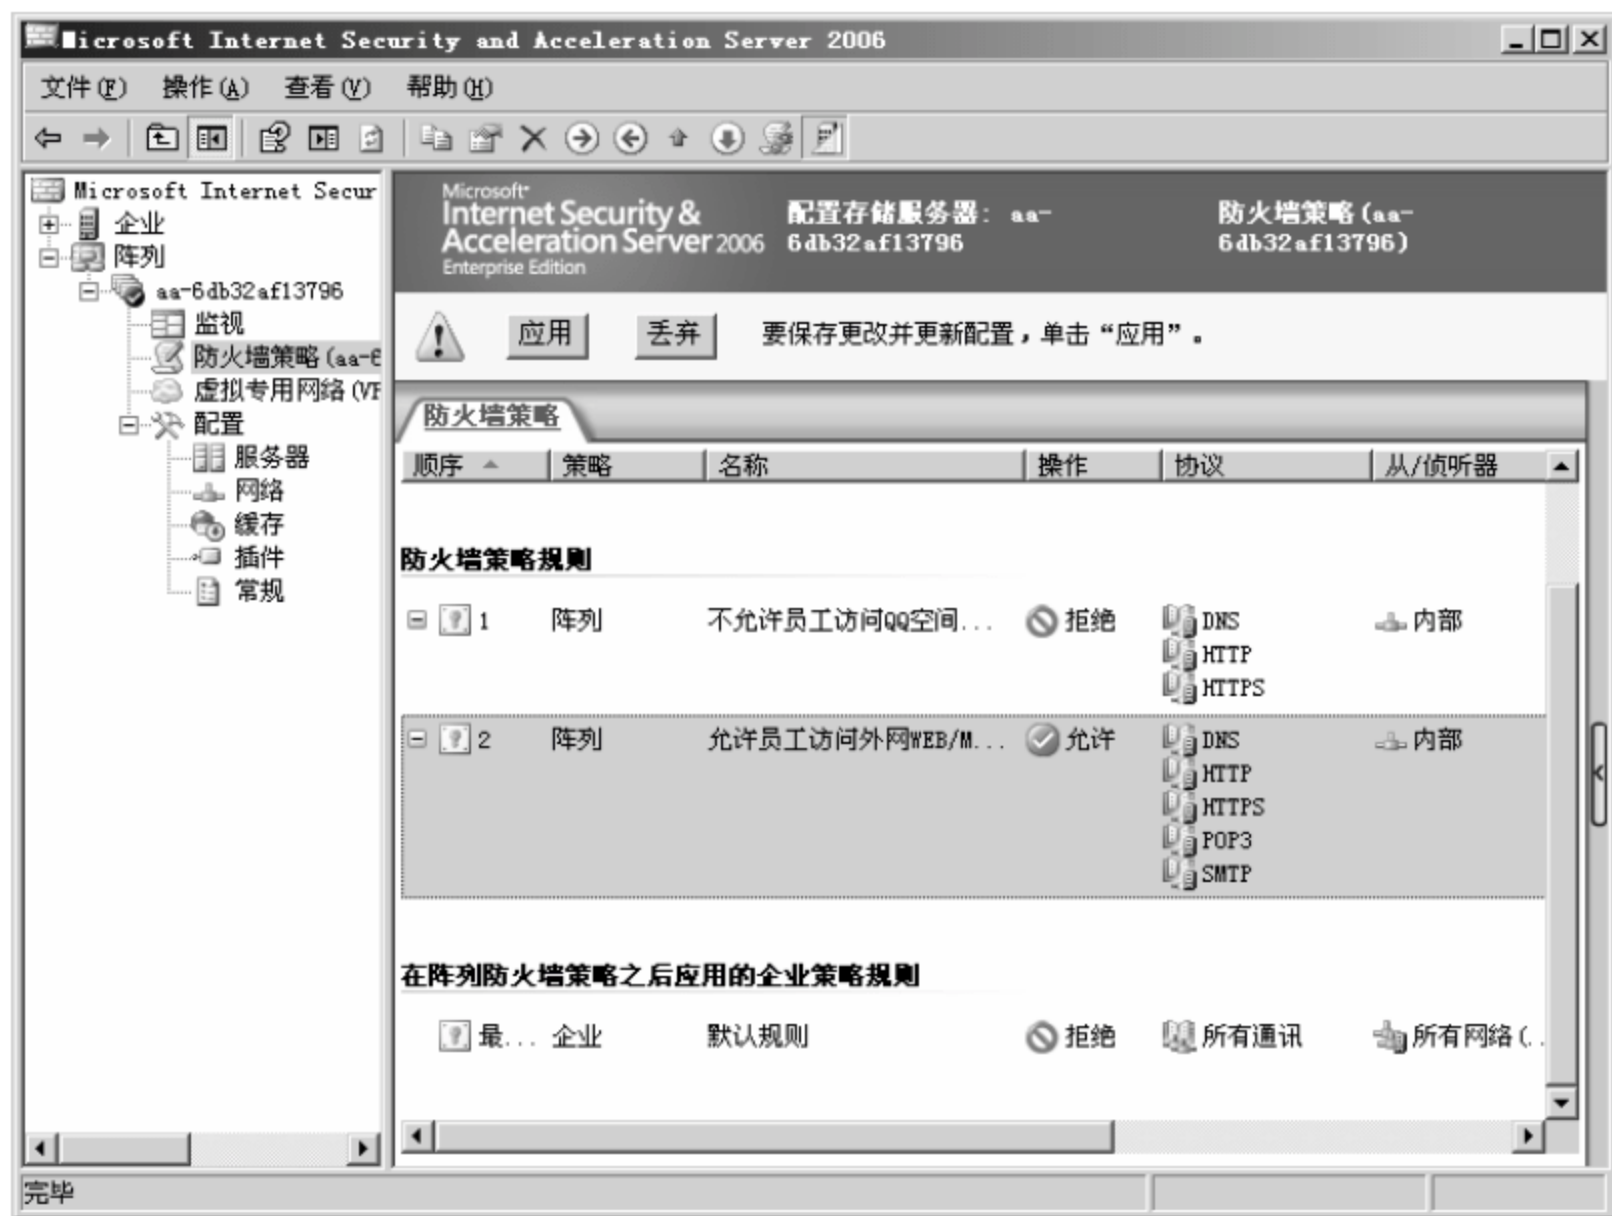 Microsoft Internet Security and Acceleration Server 2006
文件(F) 操作(A) 查看(V) 帮助(H)
Microsoft Internet Secur
企业
阵列
aa-6db32af13796
监视
防火墙策略(aa-6
虚拟专用网络(VP
配置
服务器
网络
缓存
插件
常规
Microsoft
Internet Security &
Acceleration Server 2006
Enterprise Edition
配置存储服务器: aa-
6db32af13796
防火墙策略(aa-
6db32af13796)
应用 丢弃 要保存更改并更新配置，单击“应用”。
防火墙策略
顺序 策略 名称 操作 协议 从/侦听器
防火墙策略规则
1 阵列 不允许员工访问QQ空间... 拒绝 DNS 内部
HTTP
HTTPS
2 阵列 允许员工访问外网WEB/M... 允许 DNS 内部
HTTP
HTTPS
POP3
SMTP
在阵列防火墙策略之后应用的企业策略规则
最... 企业 默认规则 拒绝 所有通讯 所有网络(..
完毕